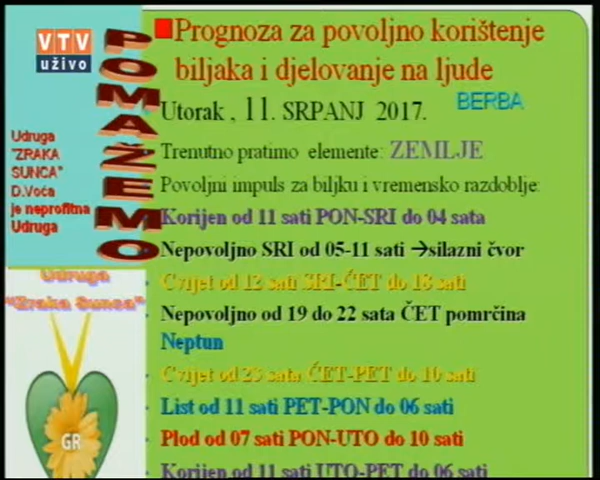 VTV
uživo
POMAŽEMO
Udruga
"ZRAKA
SUNCA"
D.Voća
je neprofitna
Udruga
Udruga
"Zraka Sunca"
GR
Prognoza za povoljno korištenje
biljaka i djelovanje na ljude
Utorak , 11. SRPANJ 2017.
BERBA
Trenutno pratimo elemente: ZEMLJE
Povoljni impuls za biljku i vremensko razdoblje:
Korijen od 11 sati PON-SRI do 04 sata
Nepovoljno SRI od 05-11 sati →silazni čvor
Cvijet od 12 sati SRI-ČET do 18 sati
Nepovoljno od 19 do 22 sata ČET pomrčina
Neptun
Cvijet od 23 sata ČET-PET do 10 sati
List od 11 sati PET-PON do 06 sati
Plod od 07 sati PON-UTO do 10 sati
Korijen od 11 sati UTO-PET do 06 sati